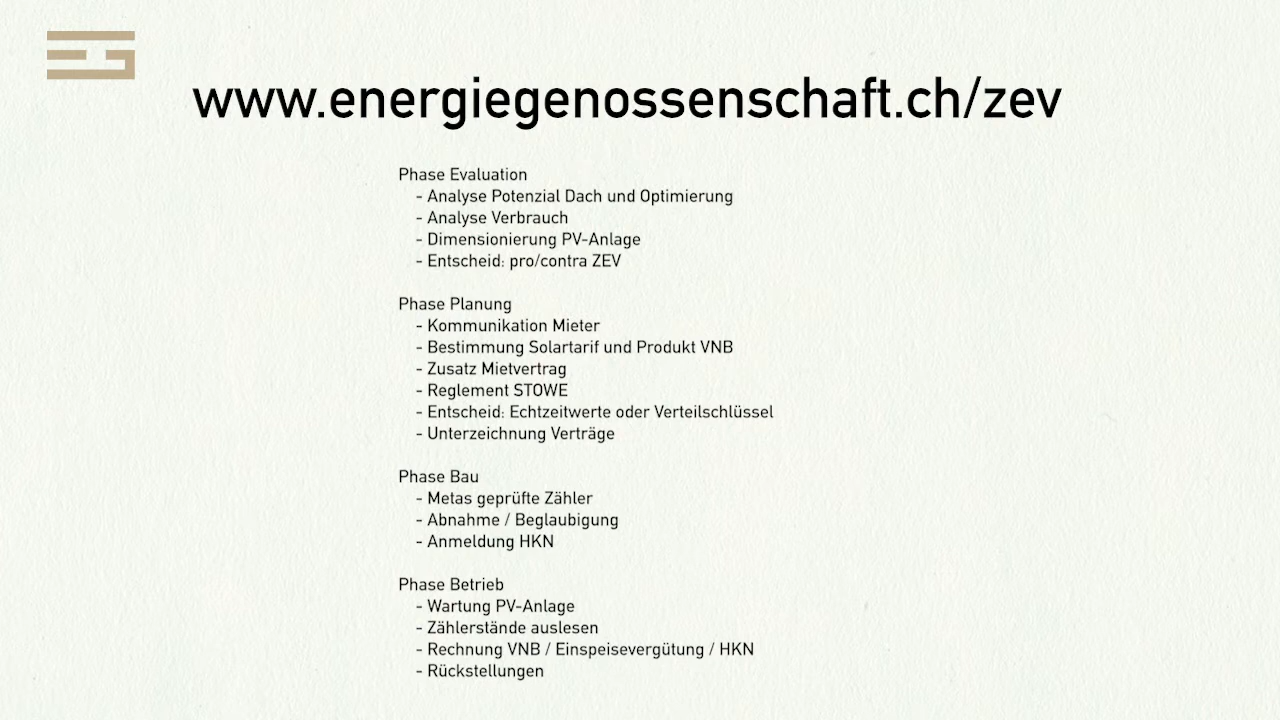 www.energiegenossenschaft.ch/zev
Phase Evaluation
- Analyse Potenzial Dach und Optimierung
- Analyse Verbrauch
- Dimensionierung PV-Anlage
- Entscheid: pro/contra ZEV
Phase Planung
- Kommunikation Mieter
- Bestimmung Solartarif und Produkt VNB
- Zusatz Mietvertrag
- Reglement STOWE
- Entscheid: Echtzeitwerte oder Verteilschlüssel
- Unterzeichnung Verträge
Phase Bau
- Metas geprüfte Zähler
- Abnahme / Beglaubigung
- Anmeldung HKN
Phase Betrieb
- Wartung PV-Anlage
- Zählerstände auslesen
- Rechnung VNB / Einspeisevergütung / HKN
- Rückstellungen